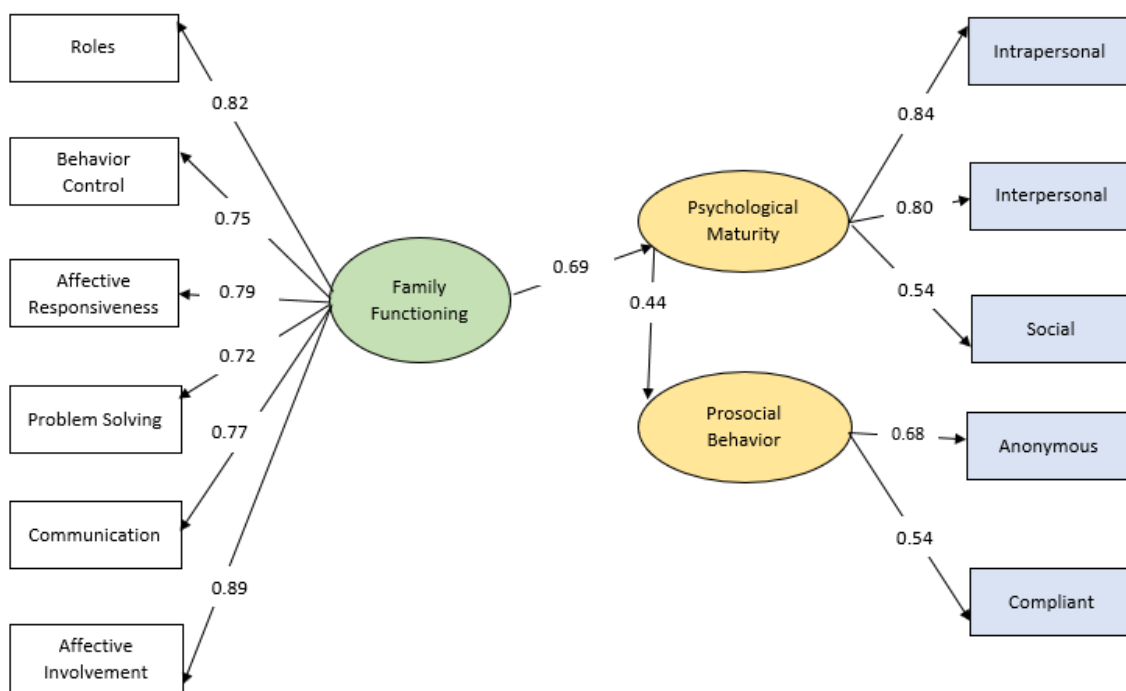 Roles
0.82
Behavior
Control
0.75
Affective
Responsiveness
0.79
Problem Solving
0.72
Communication
0.77
Affective
Involvement
0.89
Family
Functioning
0.69
Psychological
Maturity
0.44
Prosocial
Behavior
0.84
Intrapersonal
0.80
Interpersonal
0.54
Social
0.68
Anonymous
0.54
Compliant